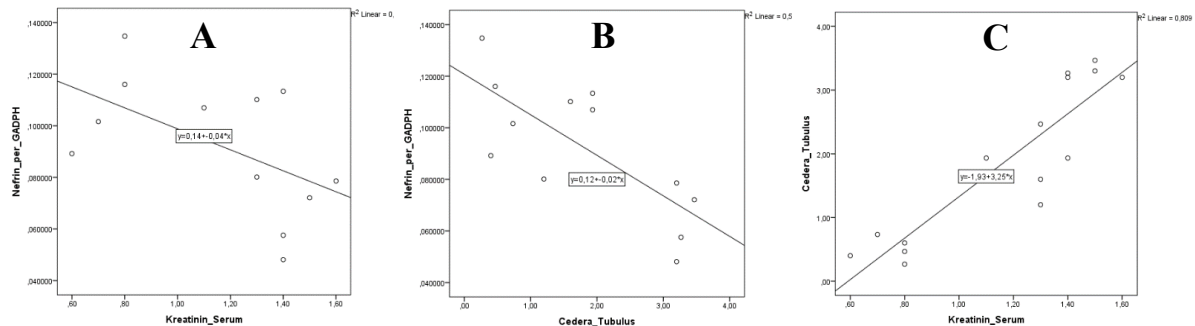 A
R² Linear = 0,
,140000
,120000
,100000
,080000
,060000
,040000
Nefrin_per_GADPH
y=0,14+-0,04*x
,60
,80
1,00
1,20
1,40
1,60
Kreatinin_Serum
B
R² Linear = 0,5
,140000
,120000
,100000
,080000
,060000
,040000
Nefrin_per_GADPH
y=0,12+-0,02*x
,00
1,00
2,00
3,00
4,00
Cedera_Tubulus
C
R² Linear = 0,809
4,00
3,00
2,00
1,00
,00
Cedera_Tubulus
y=-1,93+3,25*x
,60
,80
1,00
1,20
1,40
1,60
Kreatinin_Serum